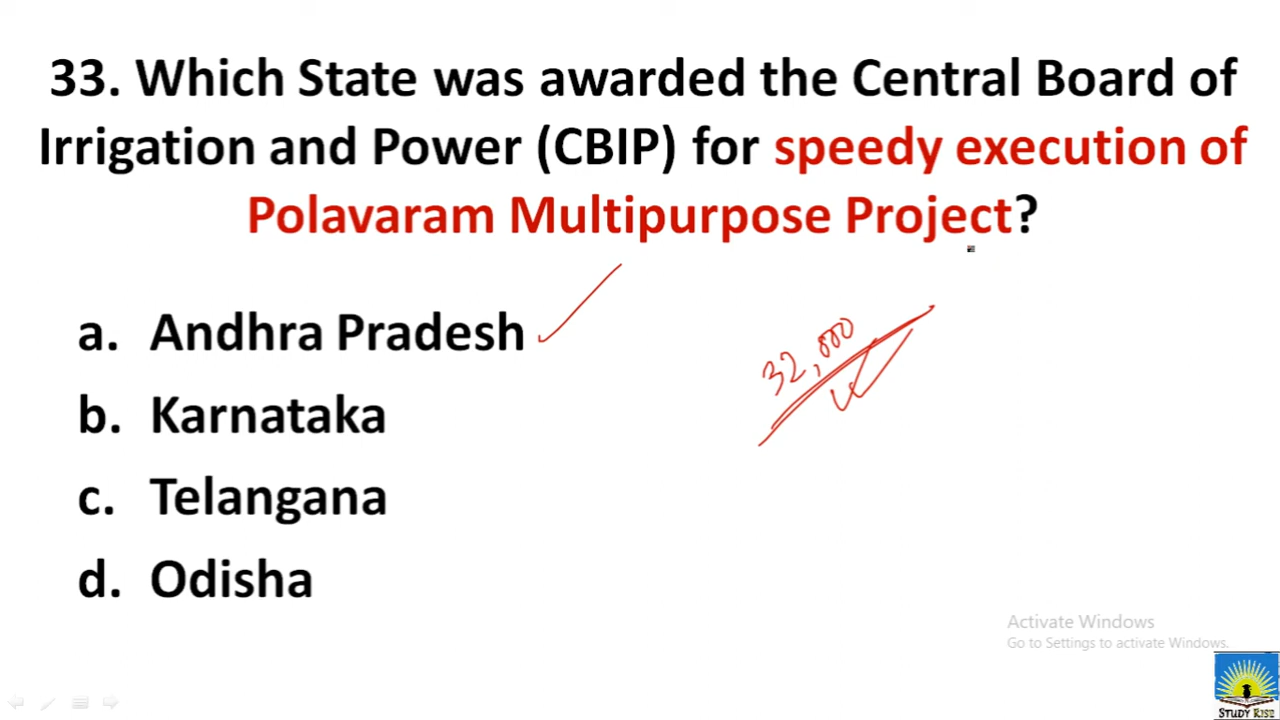 33. Which State was awarded the Central Board of
Irrigation and Power (CBIP) for speedy execution of
Polavaram Multipurpose Project?
a. Andhra Pradesh
b. Karnataka
c. Telangana
d. Odisha
32,000
Activate Windows
Go to Settings to activate Windows.
STUDY RISE